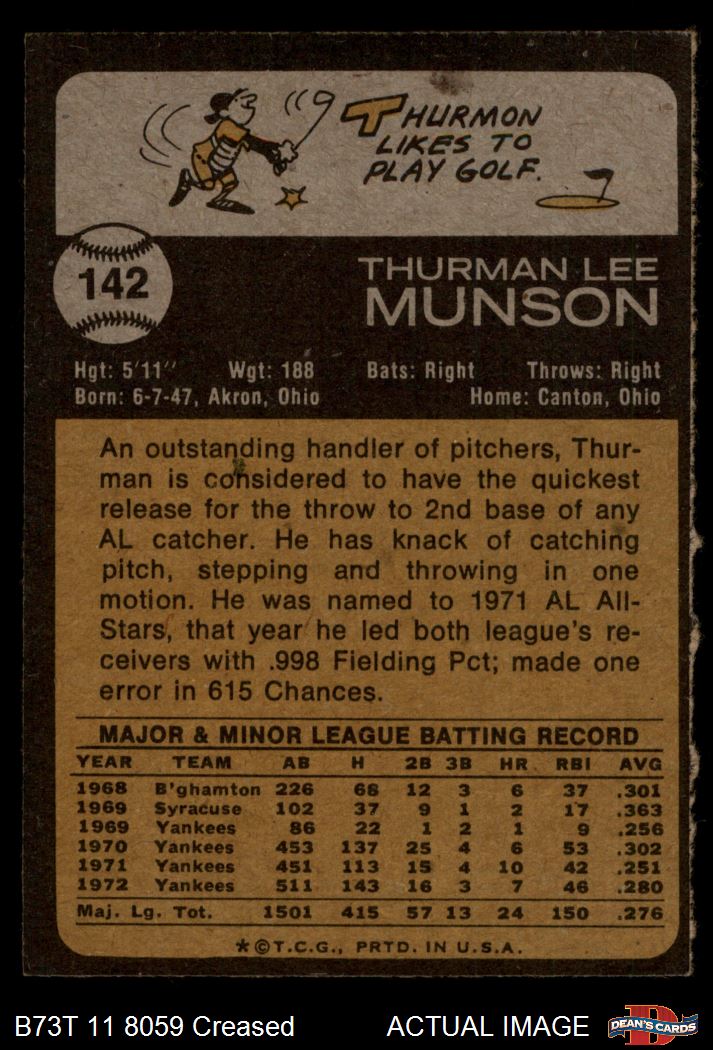 THURMON
LIKES TO
PLAY GOLF.
142
THURMAN LEE
MUNSON
Hgt: 5'11" Wgt: 188 Bats: Right Throws: Right
Born: 6-7-47, Akron, Ohio Home: Canton, Ohio
An outstanding handler of pitchers, Thur-
man is considered to have the quickest
release for the throw to 2nd base of any
AL catcher. He has knack of catching
pitch, stepping and throwing in one
motion. He was named to 1971 AL All-
Stars, that year he led both league's re-
ceivers with .998 Fielding Pct; made one
error in 615 Chances.
MAJOR & MINOR LEAGUE BATTING RECORD
YEAR TEAM AB H 2B 3B HR RBI AVG
1968 B'ghamton 226 68 12 3 6 37 .301
1969 Syracuse 102 37 9 1 2 17 .363
1969 Yankees 86 22 1 2 1 9 .256
1970 Yankees 453 137 25 4 6 53 .302
1971 Yankees 451 113 15 4 10 42 .251
1972 Yankees 511 143 16 3 7 46 .280
Maj. Lg. Tot. 1501 415 57 13 24 150 .276
*©T.C.G., PRTD. IN U.S.A.
B73T 11 8059 Creased ACTUAL IMAGE DEAN'S CARDS